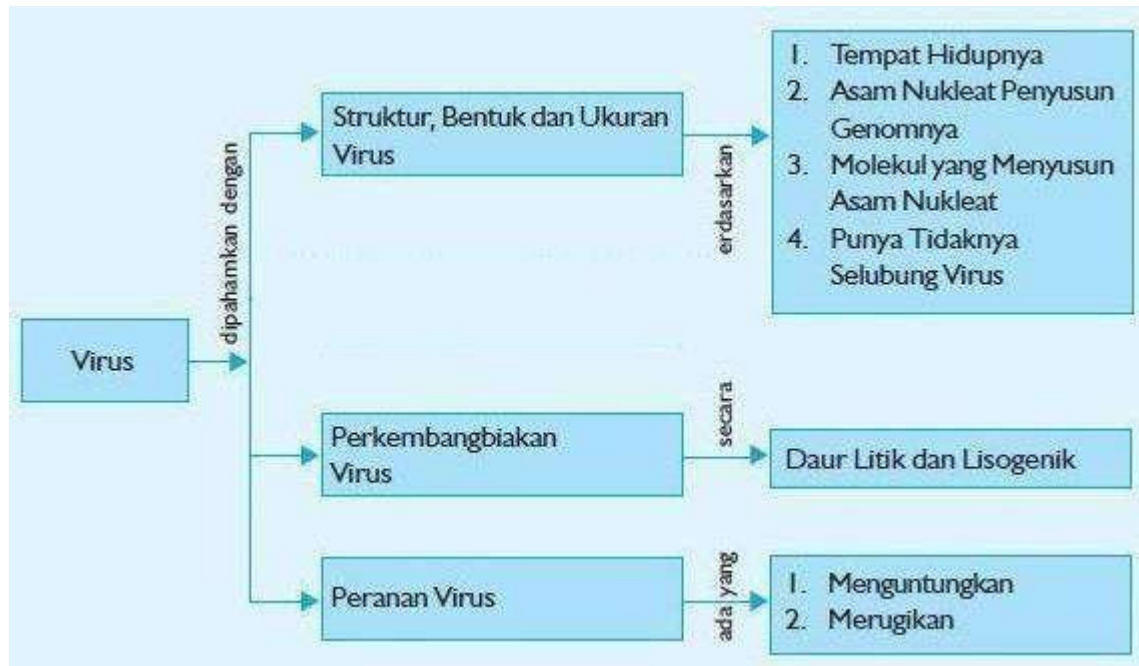 Virus
dipahamkan dengan
Struktur, Bentuk dan Ukuran
Virus
erdasarkan
1. Tempat Hidupnya
2. Asam Nukleat Penyusun
Genomnya
3. Molekul yang Menyusun
Asam Nukleat
4. Punya Tidaknya
Selubung Virus
Perkembangbiakan
Virus
secara
Daur Litik dan Lisogenik
Peranan Virus
ada yang
1. Menguntungkan
2. Merugikan